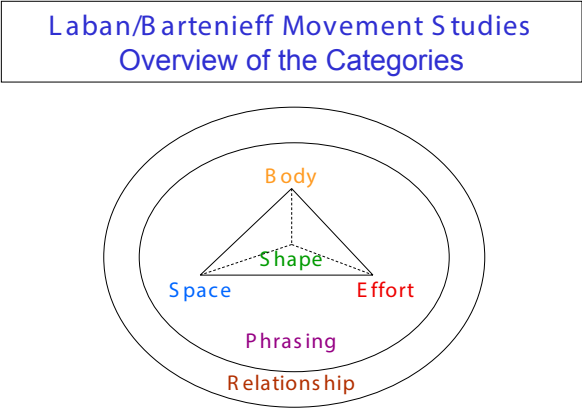 Laban/Bartenieff Movement Studies
Overview of the Categories
Body
Shape
Space
Effort
Phrasing
Relationship